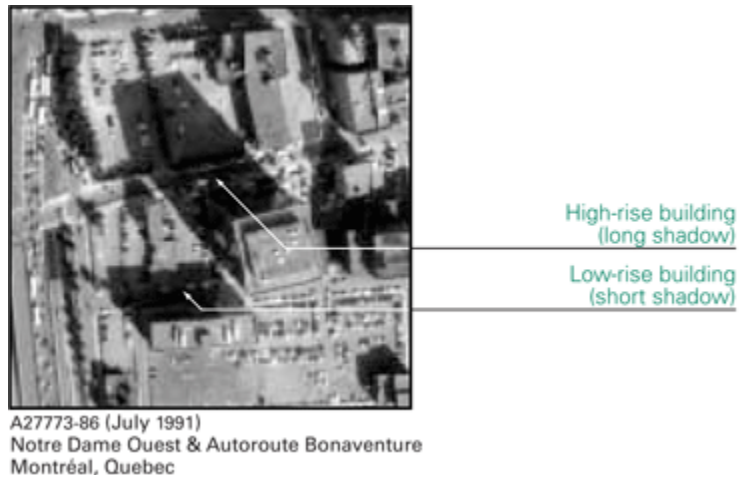 High-rise building
(long shadow)
Low-rise building
(short shadow)
A27773-86 (July 1991)
Notre Dame Ouest & Autoroute Bonaventure
Montréal, Quebec